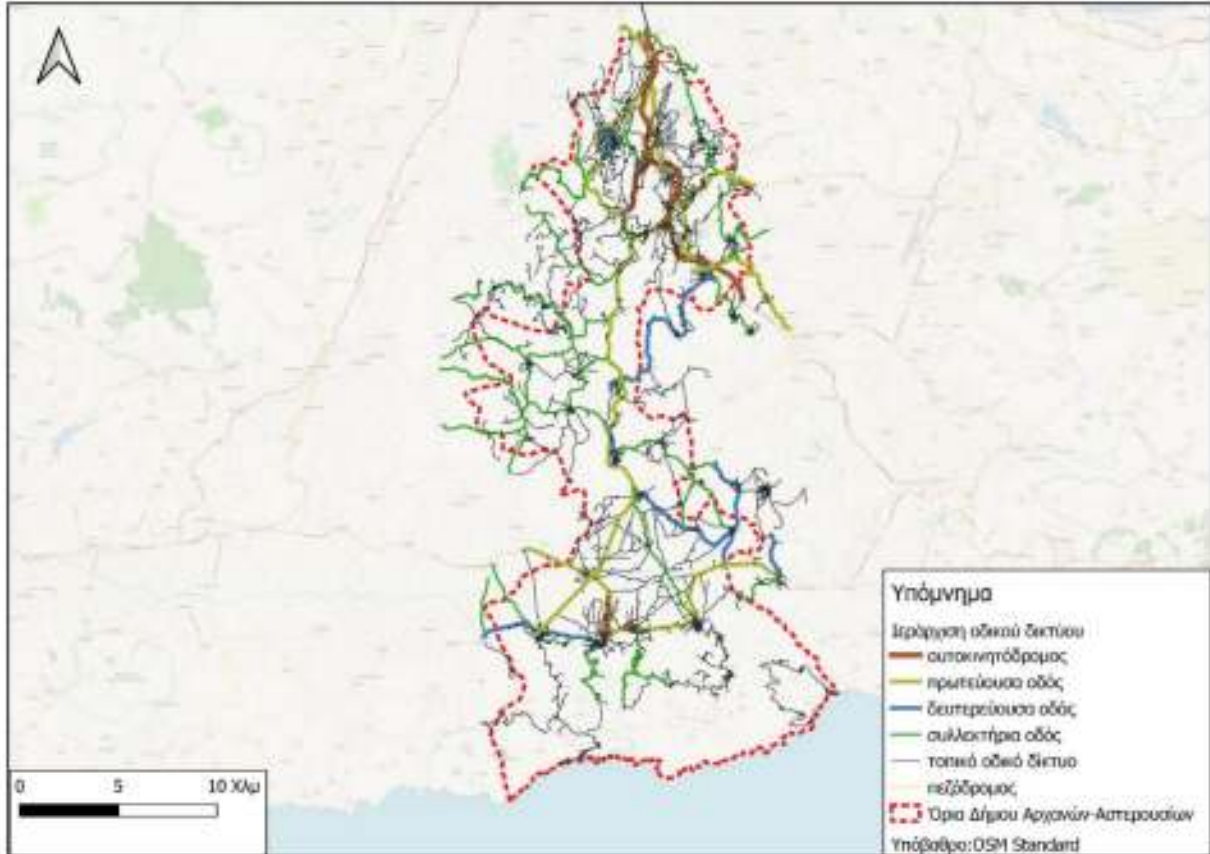 0 5 10 Χλμ
Υπόμνημα
Ιεράρχιση οδικού δικτύου
αυτοκινητόδρομος
πρωτεύουσα οδός
δευτερεύουσα οδός
συλλεκτήρια οδός
τοπικό οδικό δίκτυο
πεζόδρομος
Όρια Δήμου Αρχανών-Αστερουσίων
Υπόβαθρο:OSM Standard